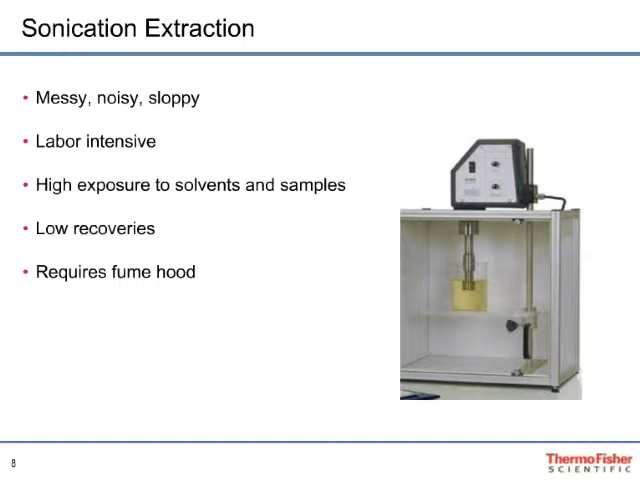 Sonication Extraction
• Messy, noisy, sloppy
• Labor intensive
• High exposure to solvents and samples
• Low recoveries
• Requires fume hood
8
ThermoFisher
SCIENTIFIC